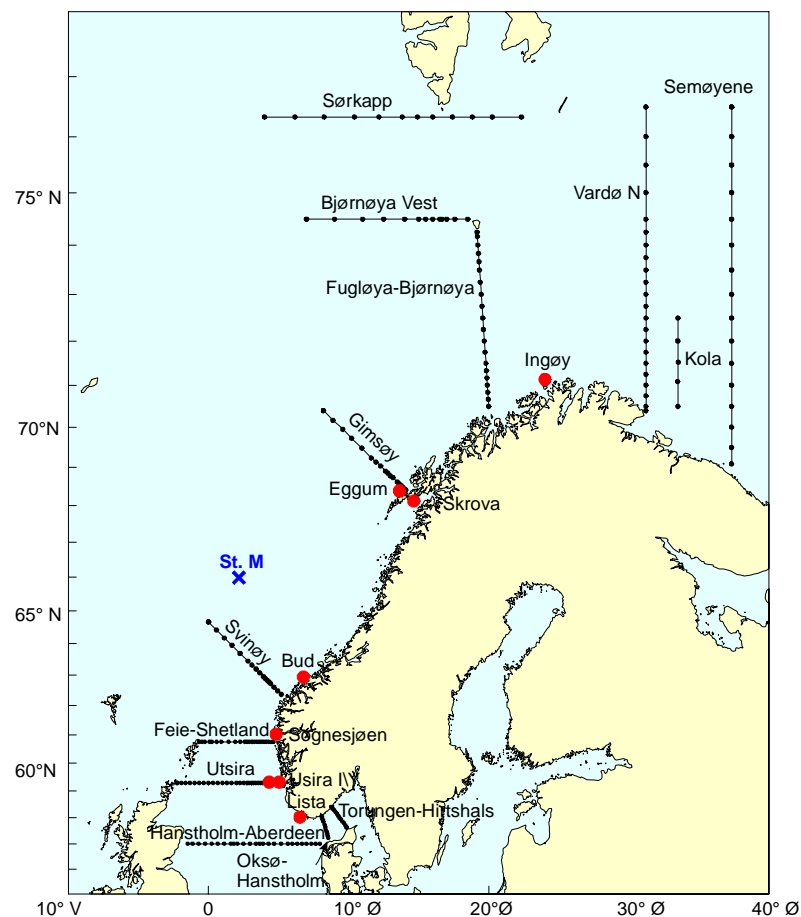 Semøyene
Sørkapp
75° N
Vardø N
Bjørnøya Vest
Fugløya-Bjørnøya
Ingøy
Kola
70°N
Gimsøy
Eggum
Skrova
St. M
65° N
Svinøy
Bud
Feie-Shetland
Sognesjøen
60°N
Utsira
Usira I\)
Lista
Torungen-Hirtshals
Hanstholm-Aberdeen
Oksø-
Hanstholm
10° V
0
10° Ø
20°Ø
30° Ø
40° Ø